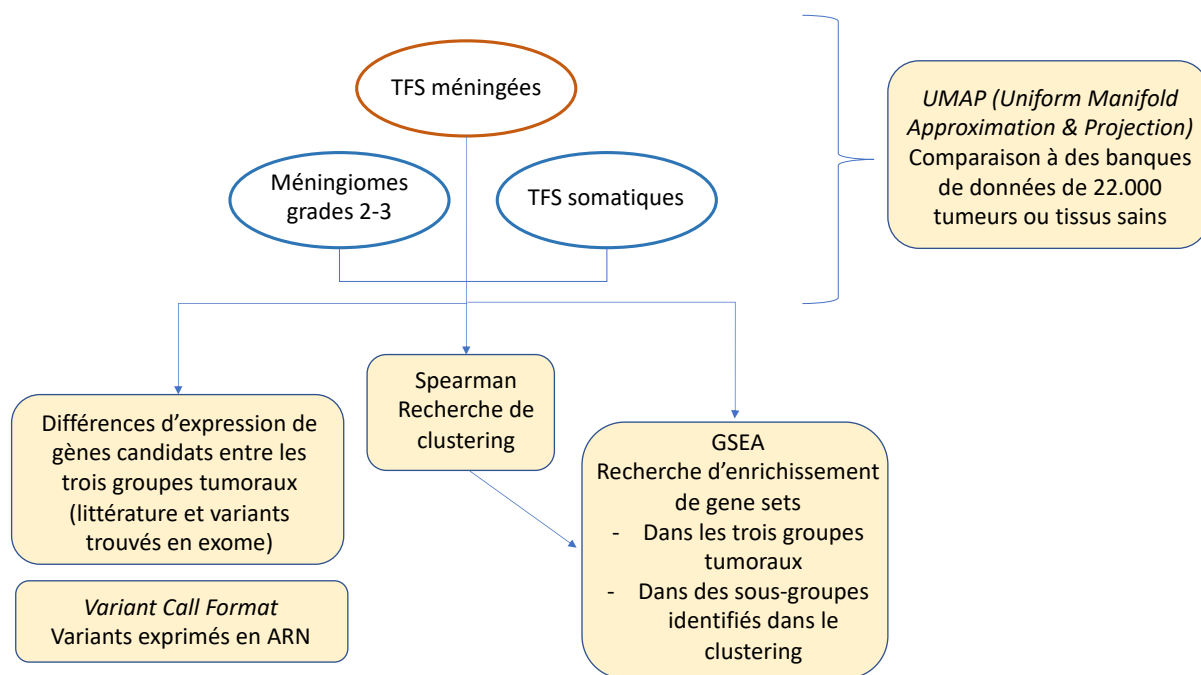 TFS méningées
Méningiomes
grades 2-3
TFS somatiques
UMAP (Uniform Manifold
Approximation & Projection)
Comparaison à des banques
de données de 22.000
tumeurs ou tissus sains
Différences d’expression de
gènes candidats entre les
trois groupes tumoraux
(littérature et variants
trouvés en exome)
Variant Call Format
Variants exprimés en ARN
Spearman
Recherche de
clustering
GSEA
Recherche d’enrichissement
de gene sets
- Dans les trois groupes
tumoraux
- Dans des sous-groupes
identifiés dans le
clustering